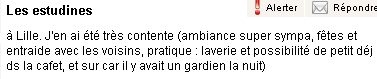 Les estudines
Alerter
Répondre
à Lille. J'en ai été très contente (ambiance super sympa, fêtes et
entraide avec les voisins, pratique : laverie et possibilité de petit déj
ds la cafet, et sur car il y avait un gardien la nuit)